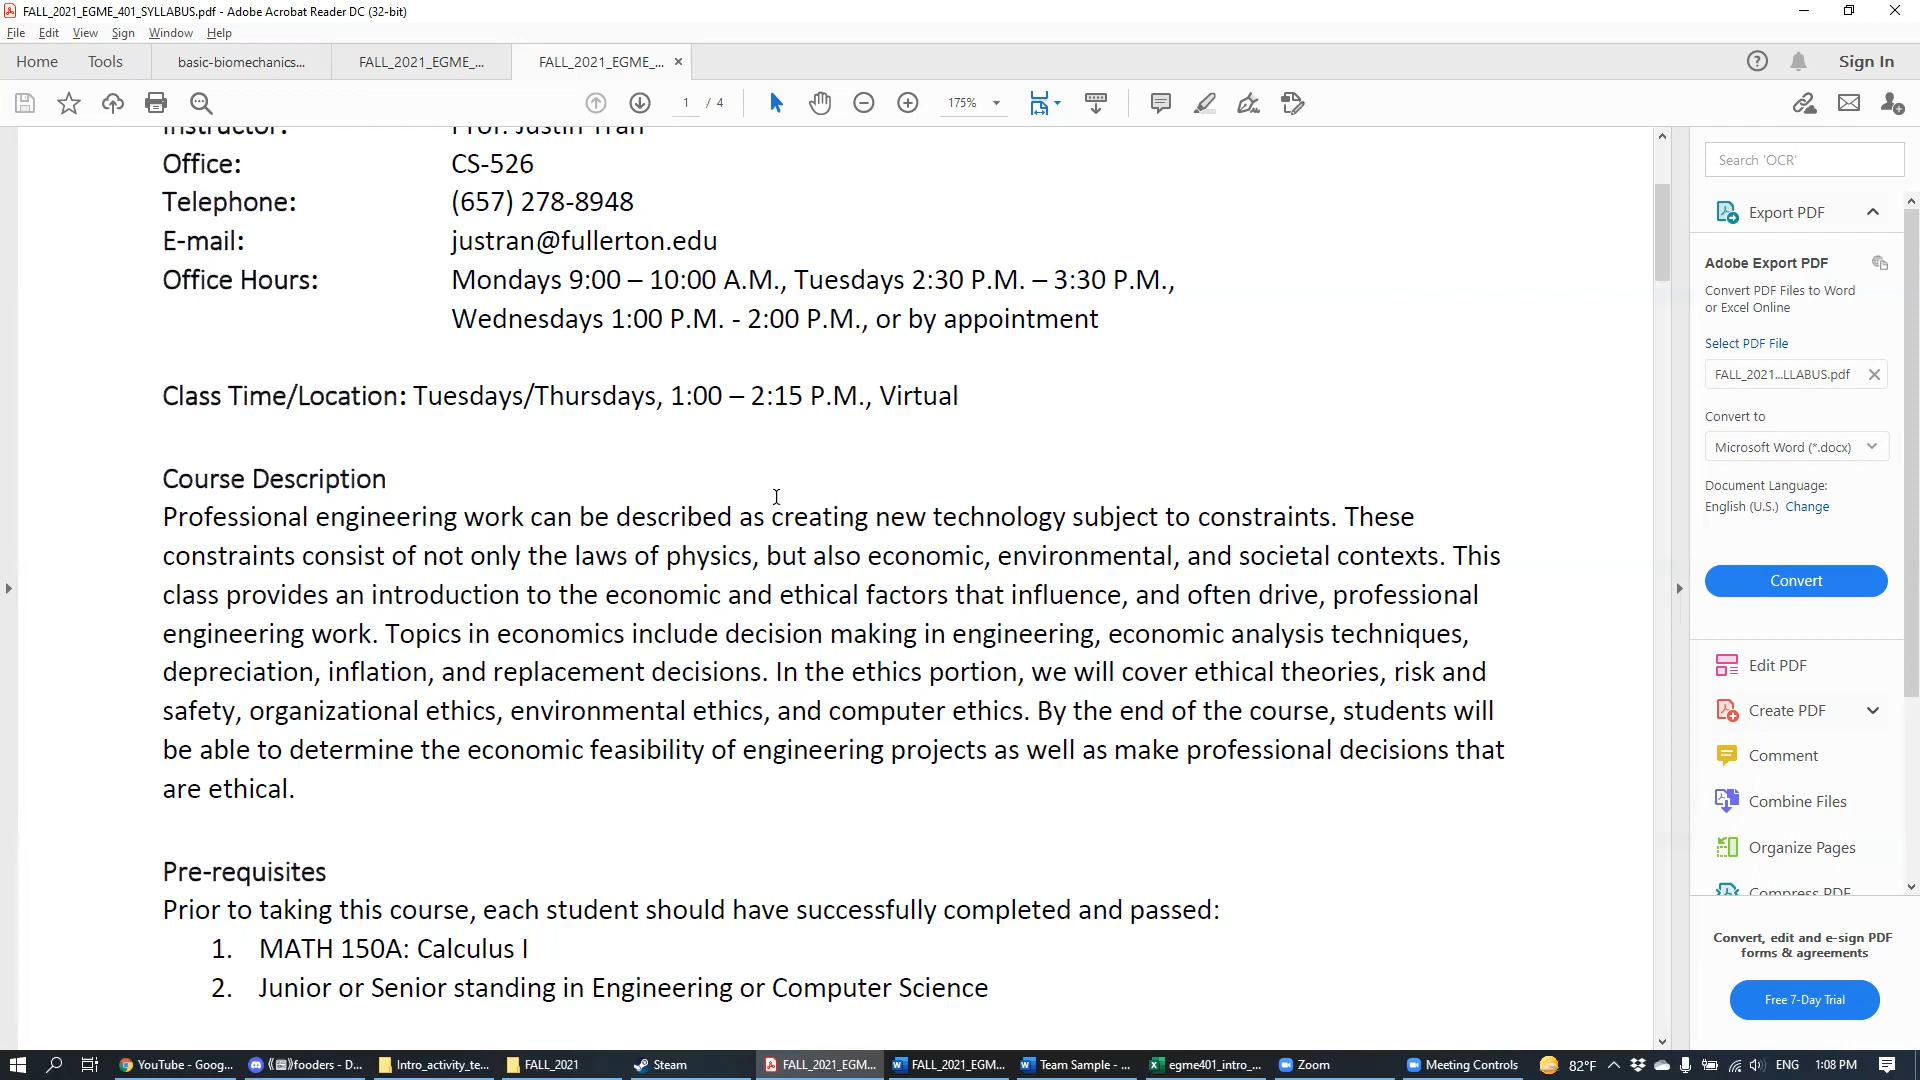 FALL_2021_EGME_401_SYLLABUS.pdf - Adobe Acrobat Reader DC (32-bit)
File Edit View Sign Window Help
Home Tools basic-biomechanics... FALL_2021_EGME_... FALL_2021_EGME_... × Sign In
1 / 4 175%
Instructor: Prof. Justin Tran
Office: CS-526
Telephone: (657) 278-8948
E-mail: justran@fullerton.edu
Office Hours: Mondays 9:00 – 10:00 A.M., Tuesdays 2:30 P.M. – 3:30 P.M.,
Wednesdays 1:00 P.M. - 2:00 P.M., or by appointment
Class Time/Location: Tuesdays/Thursdays, 1:00 – 2:15 P.M., Virtual
Course Description
Professional engineering work can be described as creating new technology subject to constraints. These
constraints consist of not only the laws of physics, but also economic, environmental, and societal contexts. This
class provides an introduction to the economic and ethical factors that influence, and often drive, professional
engineering work. Topics in economics include decision making in engineering, economic analysis techniques,
depreciation, inflation, and replacement decisions. In the ethics portion, we will cover ethical theories, risk and
safety, organizational ethics, environmental ethics, and computer ethics. By the end of the course, students will
be able to determine the economic feasibility of engineering projects as well as make professional decisions that
are ethical.
Pre-requisites
Prior to taking this course, each student should have successfully completed and passed:
1. MATH 150A: Calculus I
2. Junior or Senior standing in Engineering or Computer Science
Search 'OCR'
Export PDF
Adobe Export PDF
Convert PDF Files to Word
or Excel Online
Select PDF File
FALL_2021...LLABUS.pdf
Convert to
Microsoft Word (*.docx)
Document Language:
English (U.S.) Change
Convert
Edit PDF
Create PDF
Comment
Combine Files
Organize Pages
Compress PDF
Convert, edit and e-sign PDF
forms & agreements
Free 7-Day Trial
YouTube - Goog... 《(圖)》fooders - D... Intro_activity_te... FALL_2021 Steam FALL_2021_EGM... FALL_2021_EGM... Team Sample - ... egme401_intro_... Zoom Meeting Controls 82°F ENG 1:08 PM